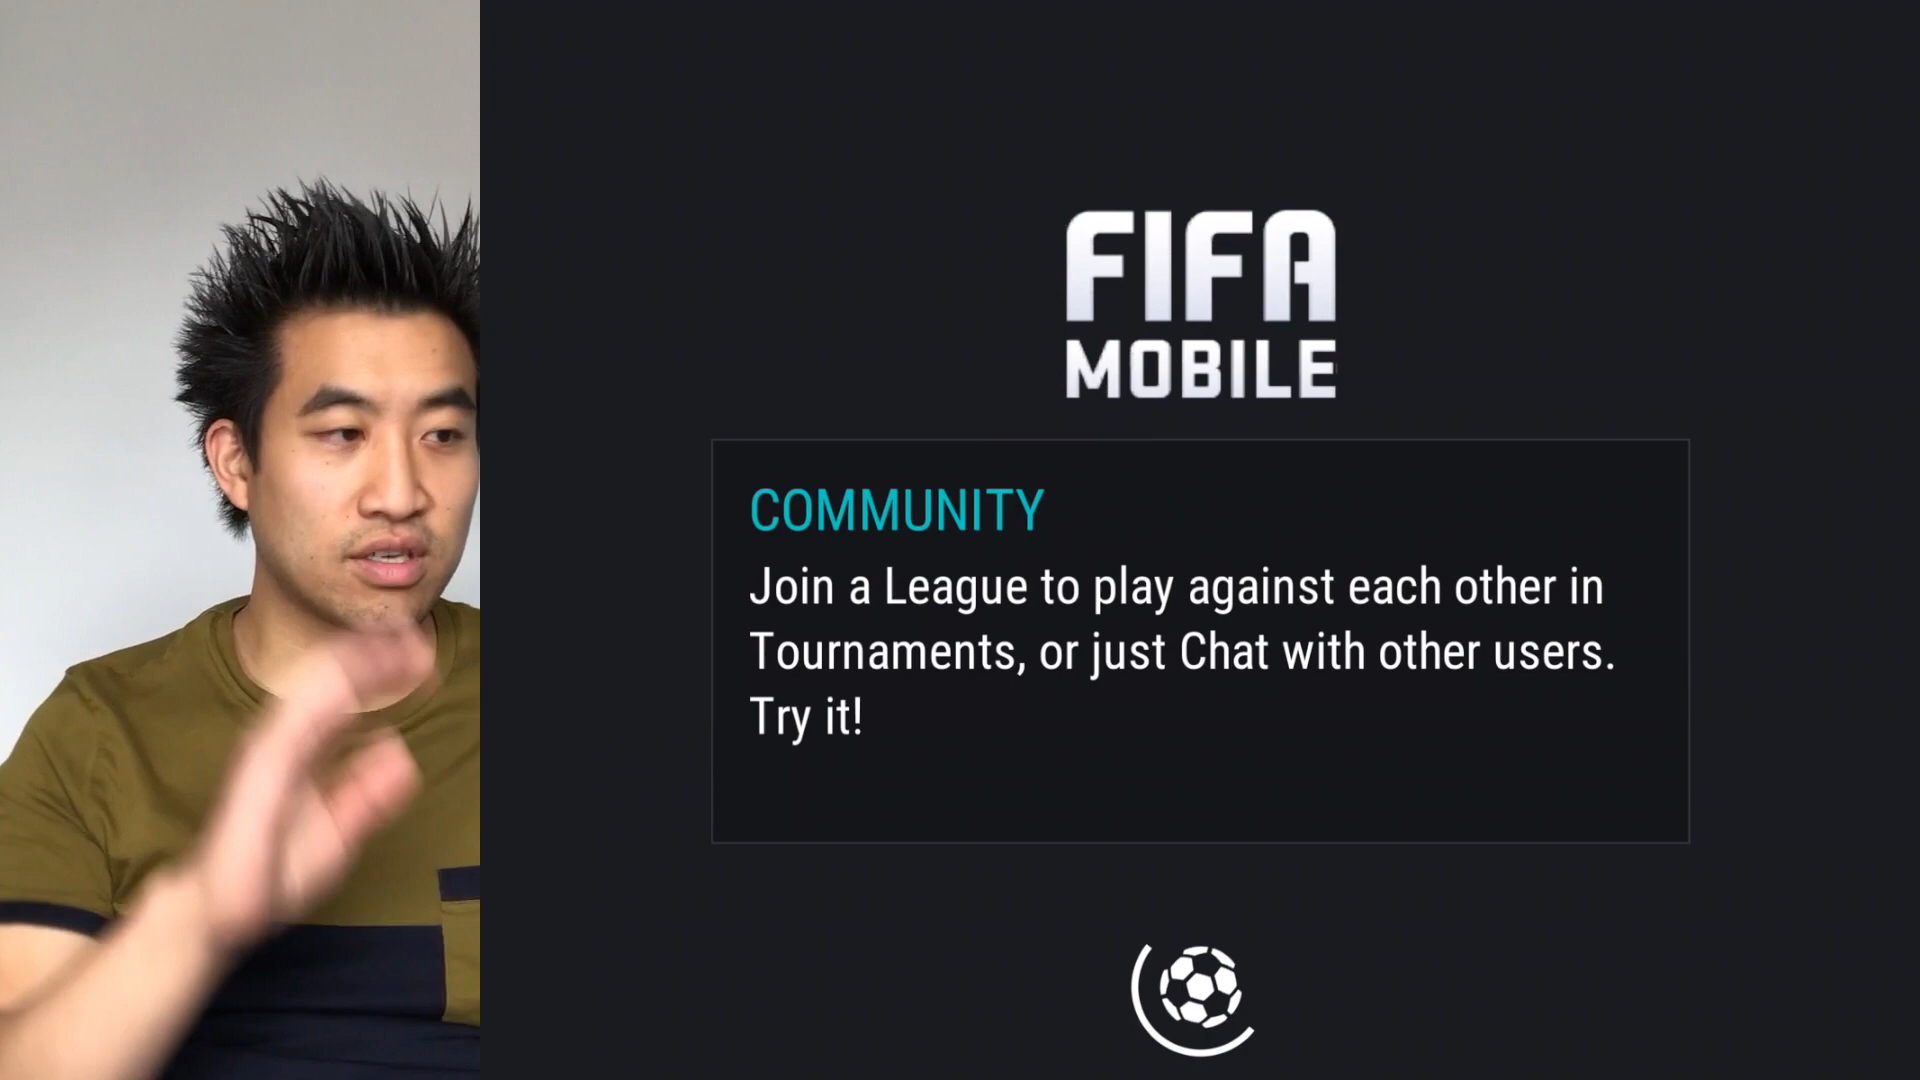 FIFA
MOBILE
COMMUNITY
Join a League to play against each other in
Tournaments, or just Chat with other users.
Try it!